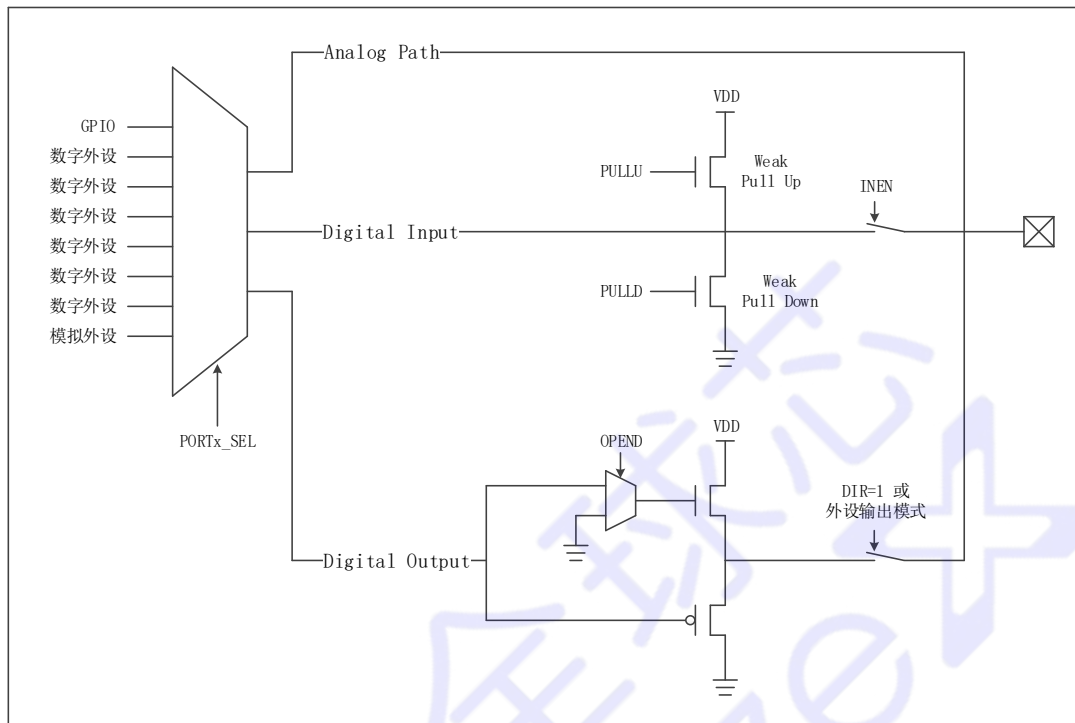 Analog Path
VDD
GPIO
数字外设
数字外设
数字外设
数字外设
数字外设
数字外设
模拟外设
PULLU
Weak
Pull Up
INEN
Digital Input
PULLD
Weak
Pull Down
PORTx_SEL
OPEND
VDD
DIR=1 或
外设输出模式
Digital Output
全球芯